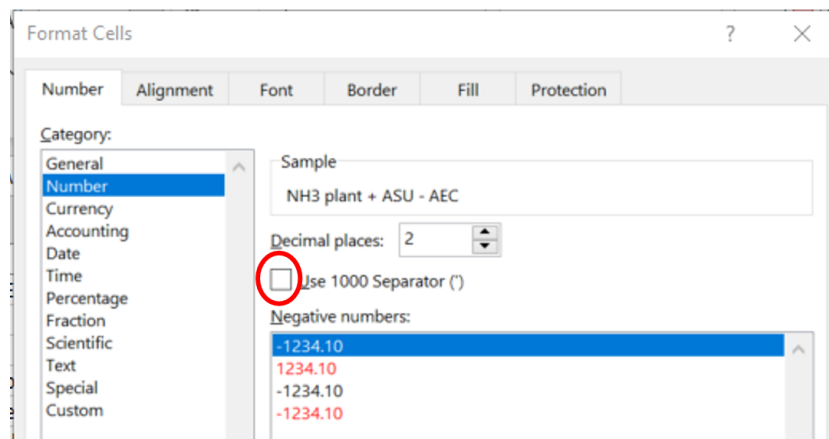 Format Cells
Number Alignment Font Border Fill Protection
Category:
General
Number
Currency
Accounting
Date
Time
Percentage
Fraction
Scientific
Text
Special
Custom
Sample
NH3 plant + ASU - AEC
Decimal places: 2
Use 1000 Separator (')
Negative numbers:
-1234.10
1234.10
-1234.10
-1234.10